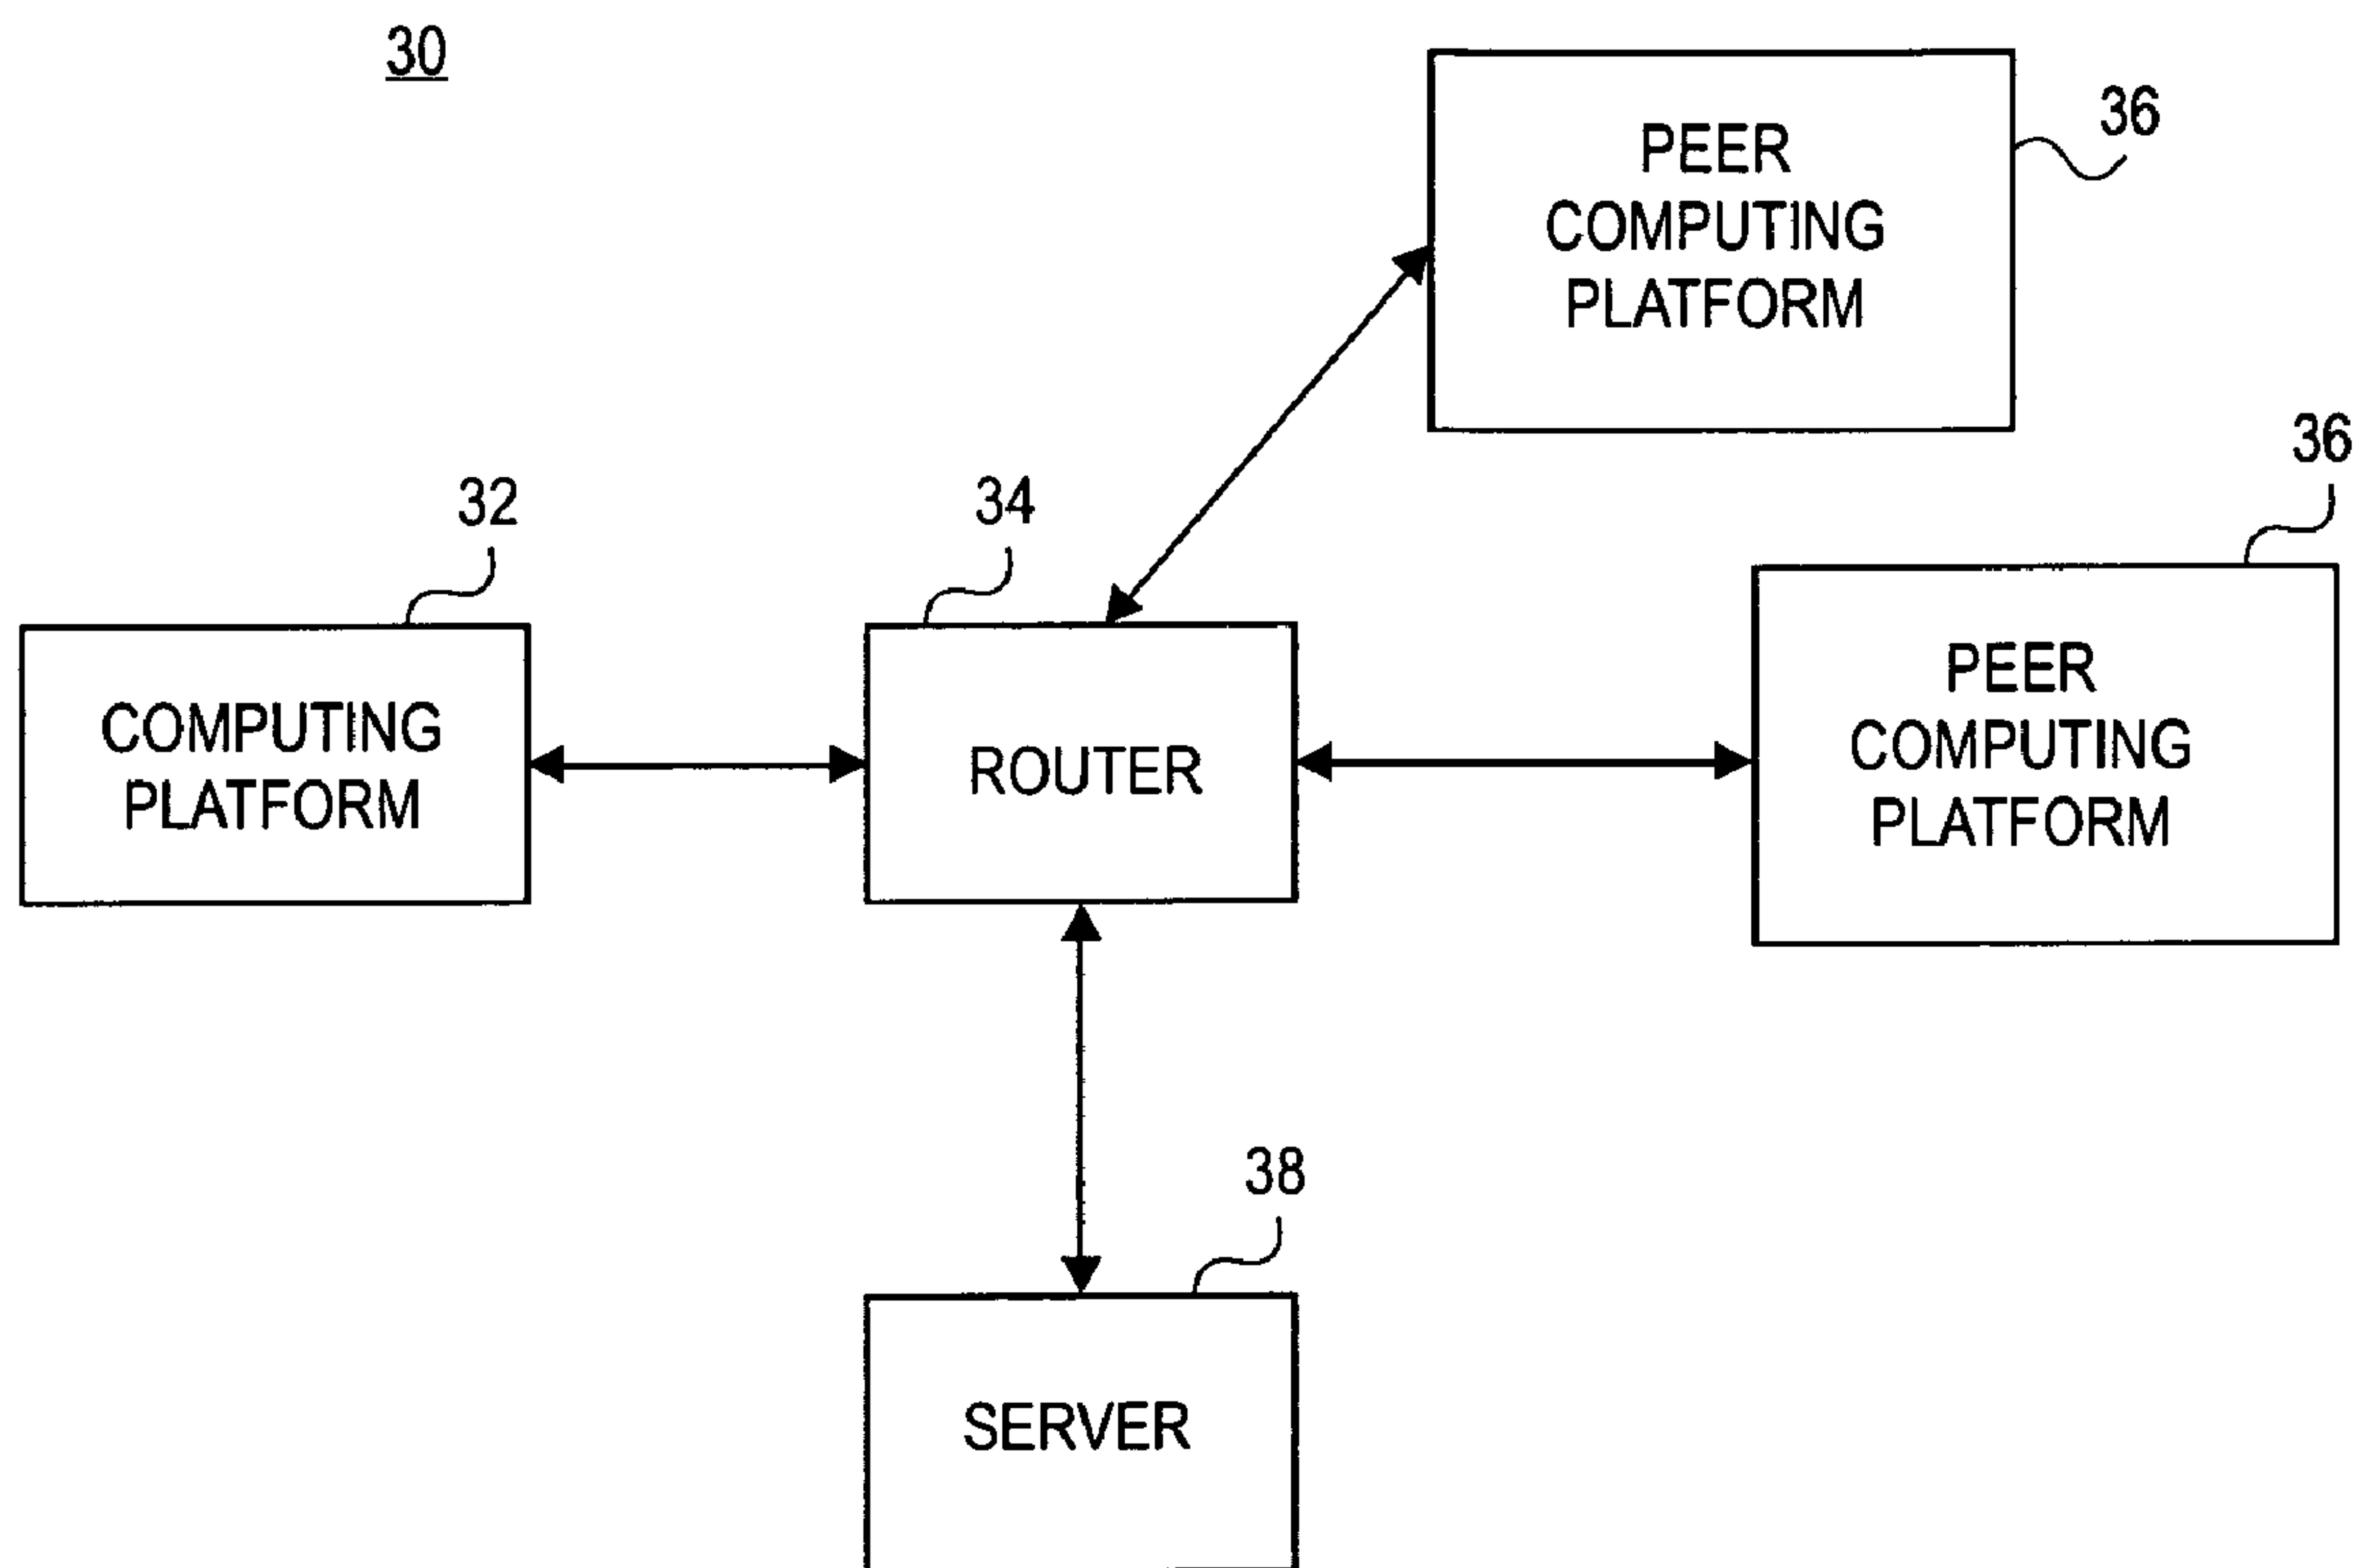 30
36
PEER
COMPUTING
PLATFORM
36
32
34
COMPUTING
PLATFORM
ROUTER
PEER
COMPUTING
PLATFORM
38
SERVER